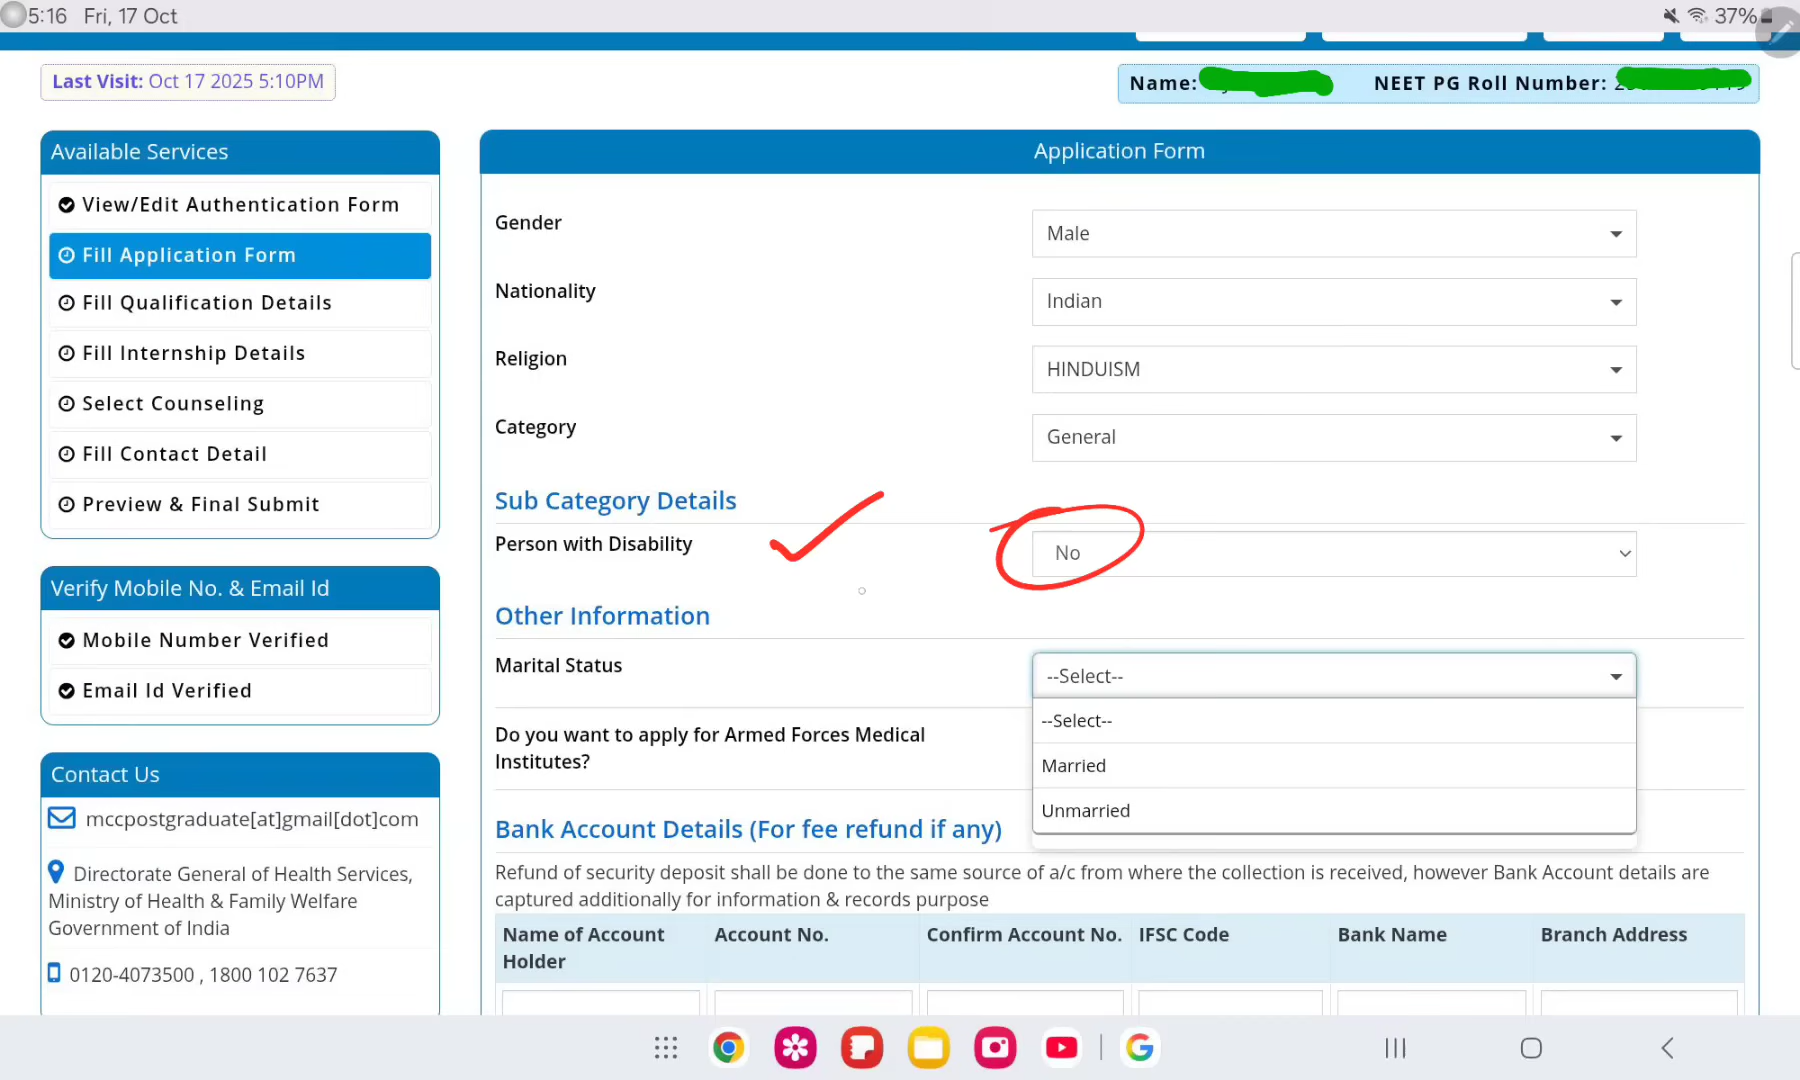 5:16 Fri, 17 Oct
37%
Last Visit: Oct 17 2025 5:10PM
Name:
NEET PG Roll Number:
Available Services
View/Edit Authentication Form
Fill Application Form
Fill Qualification Details
Fill Internship Details
Select Counseling
Fill Contact Detail
Preview & Final Submit
Verify Mobile No. & Email Id
Mobile Number Verified
Email Id Verified
Contact Us
mccpostgraduate[at]gmail[dot]com
Directorate General of Health Services,
Ministry of Health & Family Welfare
Government of India
0120-4073500 , 1800 102 7637
Application Form
Gender
Male
Nationality
Indian
Religion
HINDUISM
Category
General
Sub Category Details
Person with Disability
No
Other Information
Marital Status
--Select--
--Select--
Married
Unmarried
Do you want to apply for Armed Forces Medical
Institutes?
Bank Account Details (For fee refund if any)
Refund of security deposit shall be done to the same source of a/c from where the collection is received, however Bank Account details are
captured additionally for information & records purpose
Name of Account
Holder
Account No.
Confirm Account No.
IFSC Code
Bank Name
Branch Address